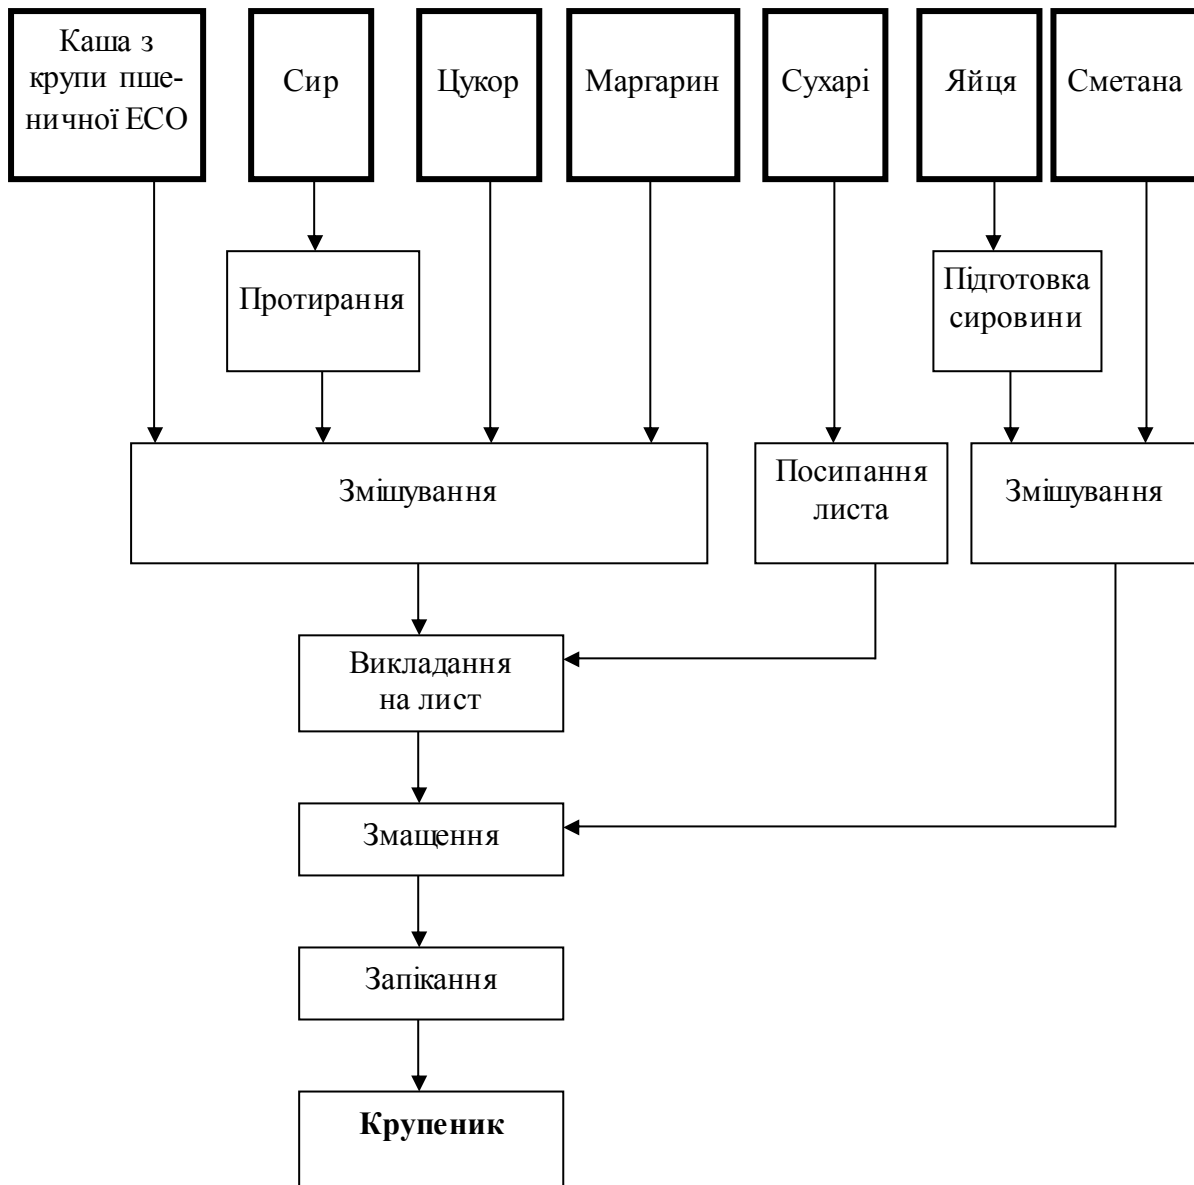 Каша з
крупи пше-
ничної ЕСО
Сир
Цукор
Маргарин
Сухарі
Яйця
Сметана
Протирання
Підготовка
сировини
Змішування
Посипання
листа
Змішування
Викладання
на лист
Змащення
Запікання
Крупеник